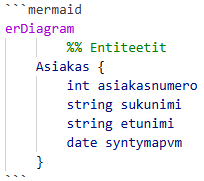 ```mermaid
erDiagram
%% Entiteetit
Asiakas {
int asiakasnumero
string sukunimi
string etunimi
date syntymapvm
}
```